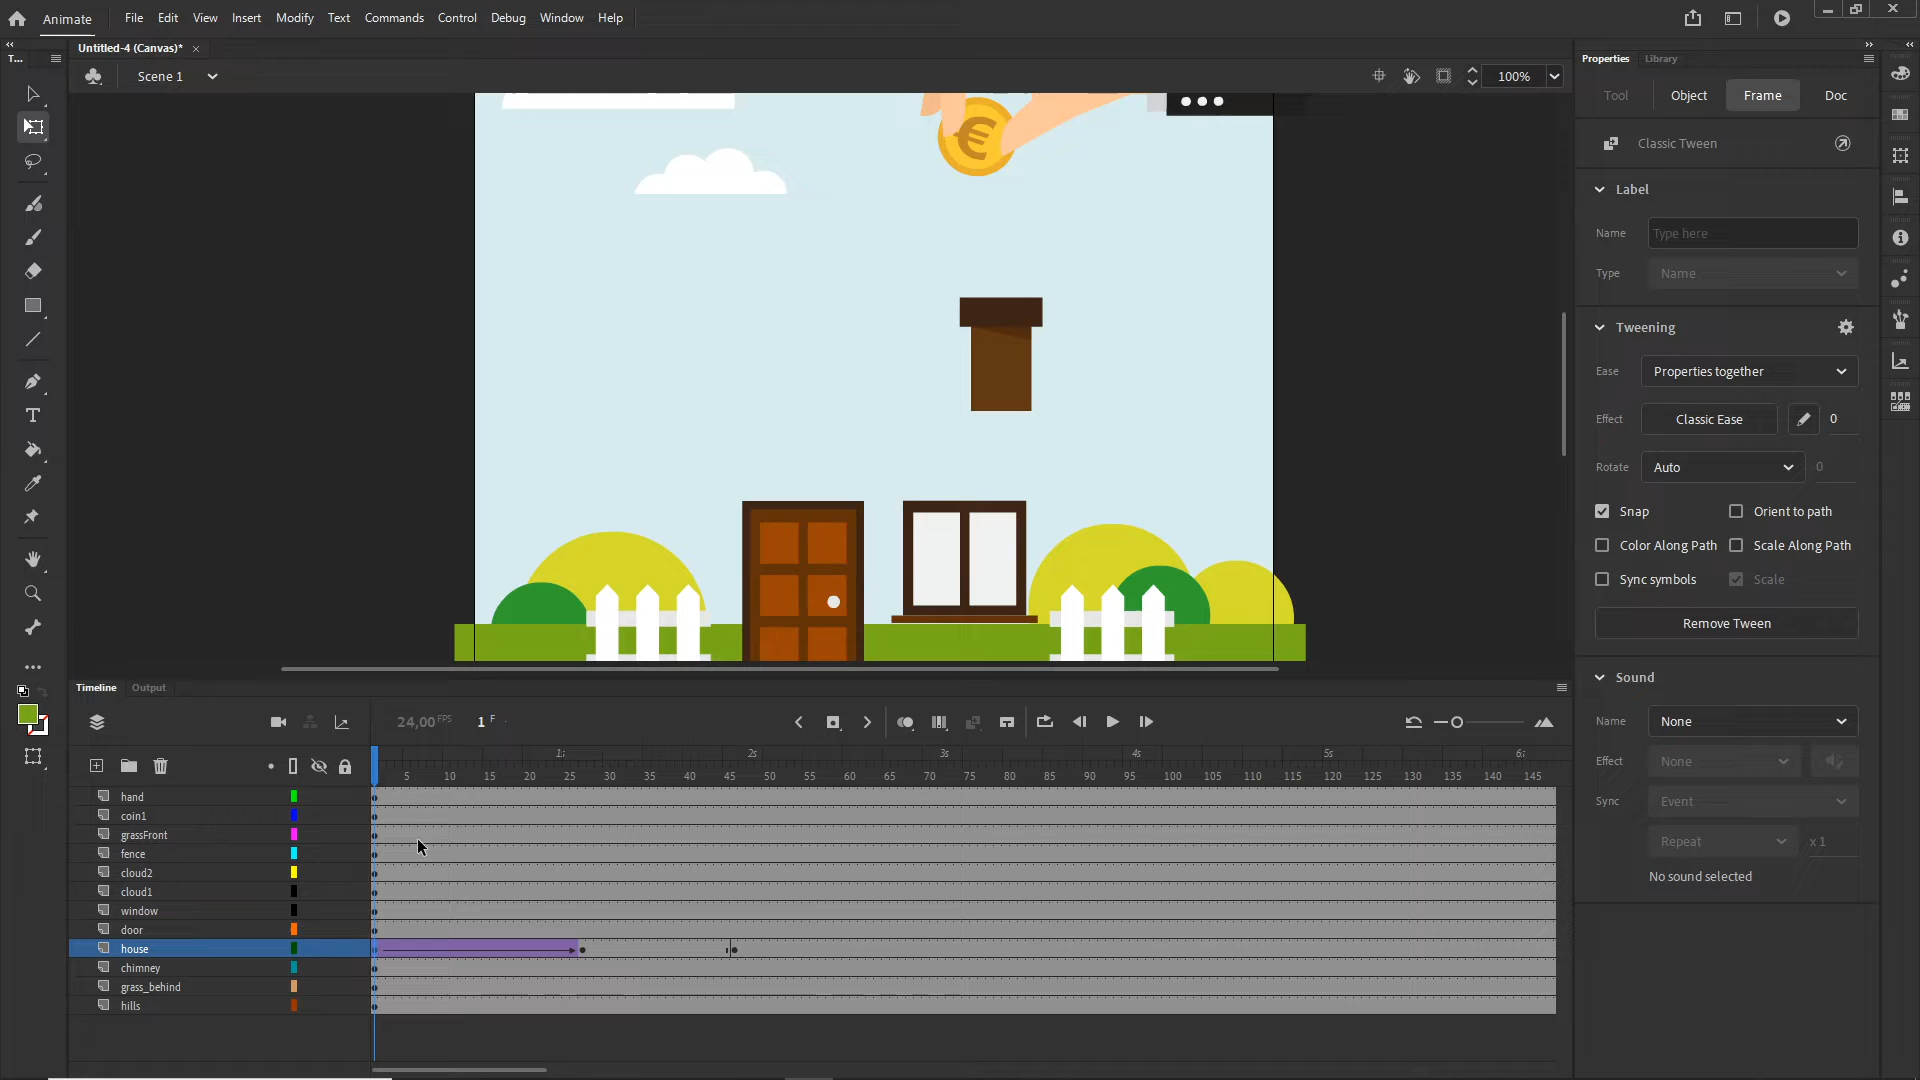 Animate File Edit View Insert Modify Text Commands Control Debug Window Help
Untitled-4 (Canvas)*
T...
Scene 1
100%
€
Properties Library
Tool Object Frame Doc
Classic Tween
Label
Name Type here
Type Name
Tweening
Ease Properties together
Effect Classic Ease 0
Rotate Auto 0
Snap Orient to path
Color Along Path Scale Along Path
Sync symbols Scale
Remove Tween
Sound
Name None
Effect None
Sync Event
Repeat x 1
No sound selected
Timeline Output
24,00 FPS 1 F
1s 2s 3s 4s 5s
5 10 15 20 25 30 35 40 45 50 55 60 65 70 75 80 85 90 95 100 105 110 115 120 125 130 135 140 145
hand
coin1
grassFront
fence
cloud2
cloud1
window
door
house
chimney
grass_behind
hills